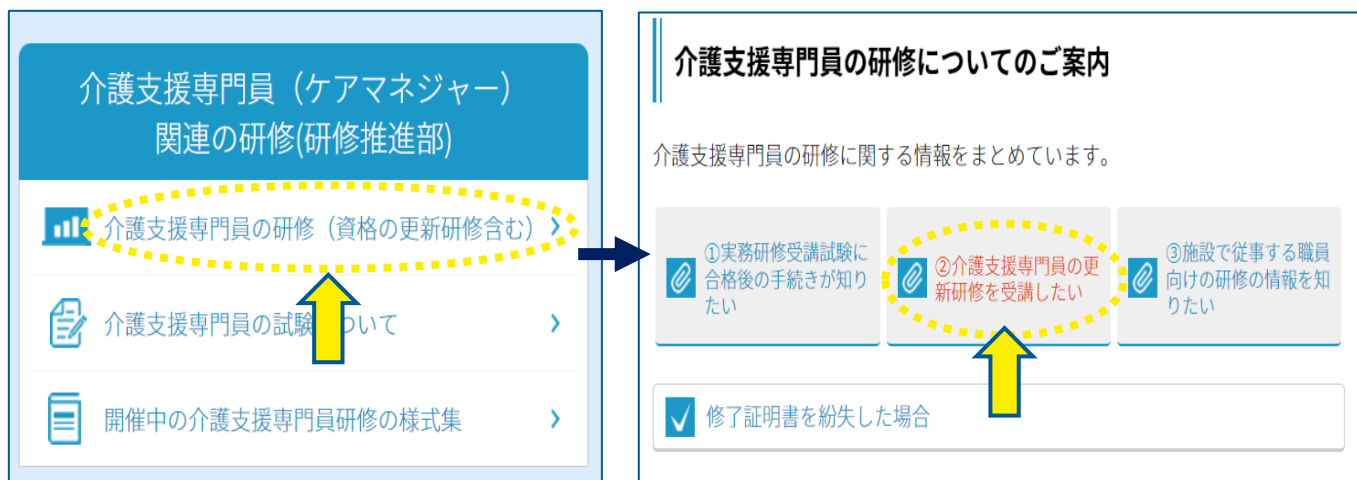 介護支援専門員（ケアマネジャー）
関連の研修(研修推進部)
介護支援専門員の研修（資格の更新研修含む）
介護支援専門員の試験ついて
開催中の介護支援専門員研修の様式集
介護支援専門員の研修についてのご案内
介護支援専門員の研修に関する情報をまとめています。
①実務研修受講試験に
合格後の手続きが知り
たい
②介護支援専門員の更
新研修を受講したい
③施設で従事する職員
向けの研修の情報を知
りたい
修了証明書を紛失した場合